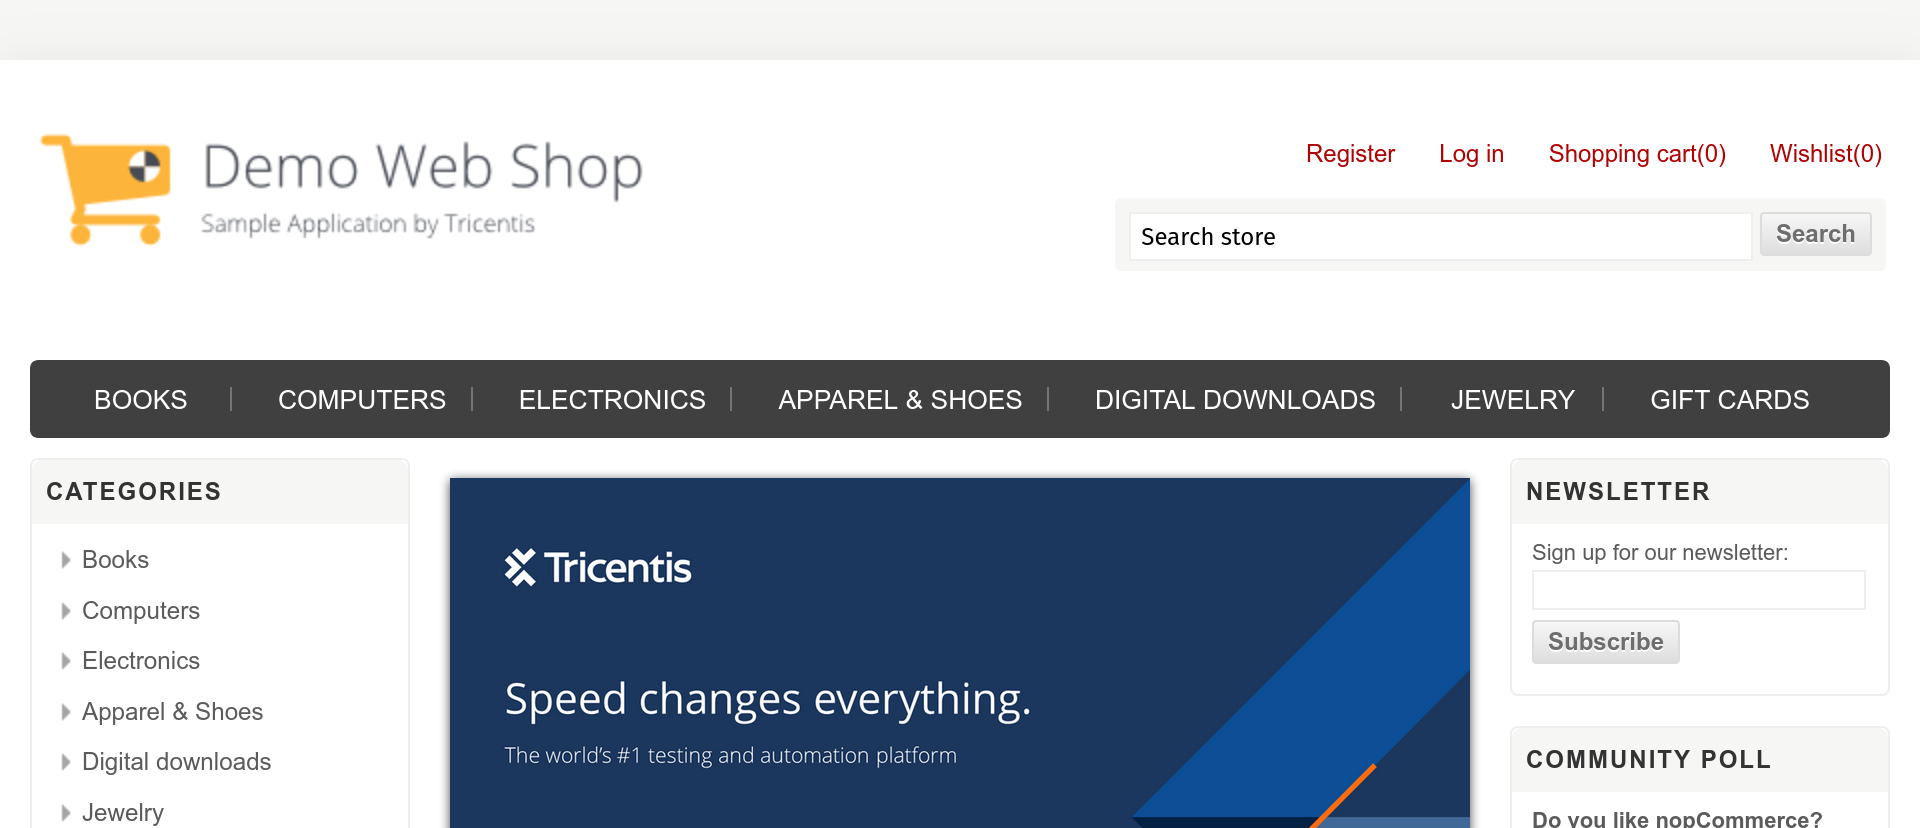 Demo Web Shop
Sample Application by Tricentis
Register Log in Shopping cart(0) Wishlist(0)
Search store Search
BOOKS COMPUTERS ELECTRONICS APPAREL & SHOES DIGITAL DOWNLOADS JEWELRY GIFT CARDS
CATEGORIES
Books
Computers
Electronics
Apparel & Shoes
Digital downloads
Jewelry
Tricentis
Speed changes everything.
The world's #1 testing and automation platform
NEWSLETTER
Sign up for our newsletter:
Subscribe
COMMUNITY POLL
Do you like nopCommerce?